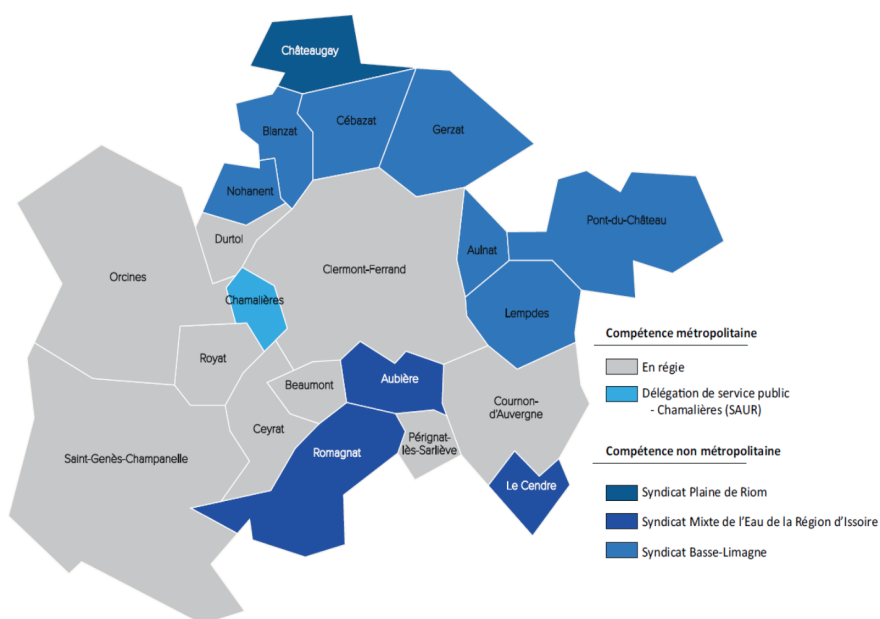 Châteaugay
Blanzat
Cébazat
Gerzat
Nohanent
Durtol
Orcines
Clermont-Ferrand
Aulnat
Pont-du-Château
Chamalières
Lempdes
Royat
Beaumont
Aubière
Cournon-
d'Auvergne
Ceyrat
Saint-Genès-Champanelle
Romagnat
Pérignat-
lès-Sarliève
Le Cendre
Compétence métropolitaine
En régie
Délégation de service public
- Chamalières (SAUR)
Compétence non métropolitaine
Syndicat Plaine de Riom
Syndicat Mixte de l'Eau de la Région d'Issoire
Syndicat Basse-Limagne